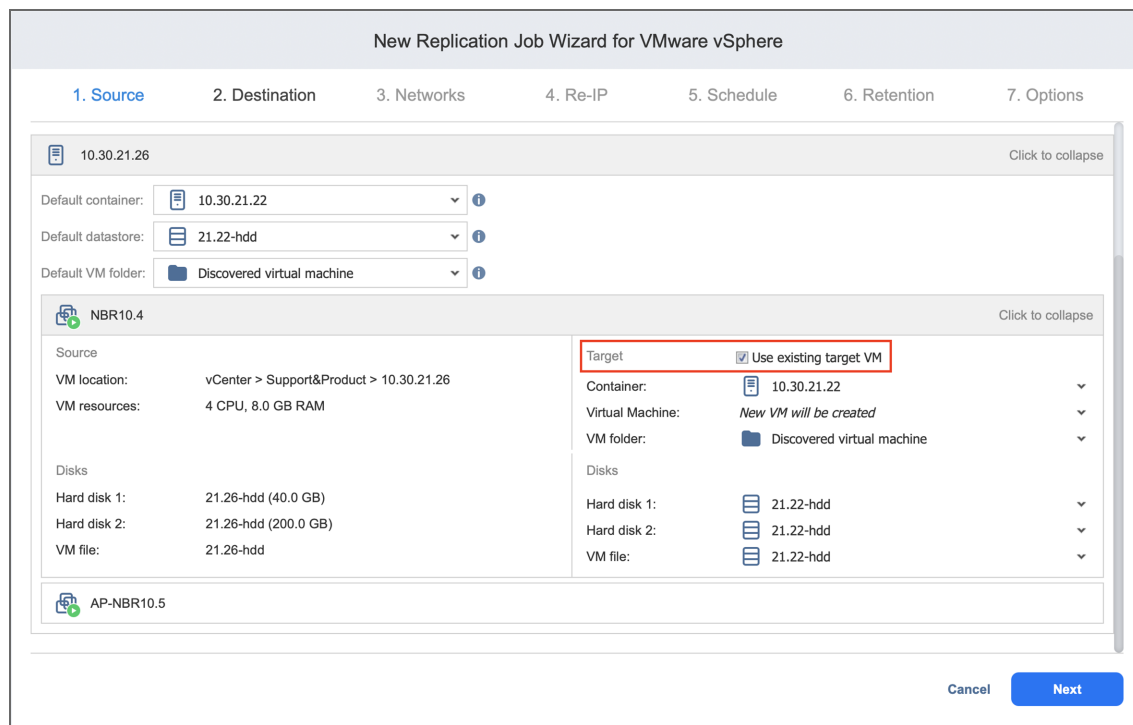 New Replication Job Wizard for VMware vSphere
1. Source 2. Destination 3. Networks 4. Re-IP 5. Schedule 6. Retention 7. Options
10.30.21.26 Click to collapse
Default container: 10.30.21.22
Default datastore: 21.22-hdd
Default VM folder: Discovered virtual machine
NBR10.4 Click to collapse
Source
VM location: vCenter > Support&Product > 10.30.21.26
VM resources: 4 CPU, 8.0 GB RAM
Target Use existing target VM
Container: 10.30.21.22
Virtual Machine: New VM will be created
VM folder: Discovered virtual machine
Disks
Hard disk 1: 21.26-hdd (40.0 GB)
Hard disk 2: 21.26-hdd (200.0 GB)
VM file: 21.26-hdd
Disks
Hard disk 1: 21.22-hdd
Hard disk 2: 21.22-hdd
VM file: 21.22-hdd
AP-NBR10.5
Cancel Next